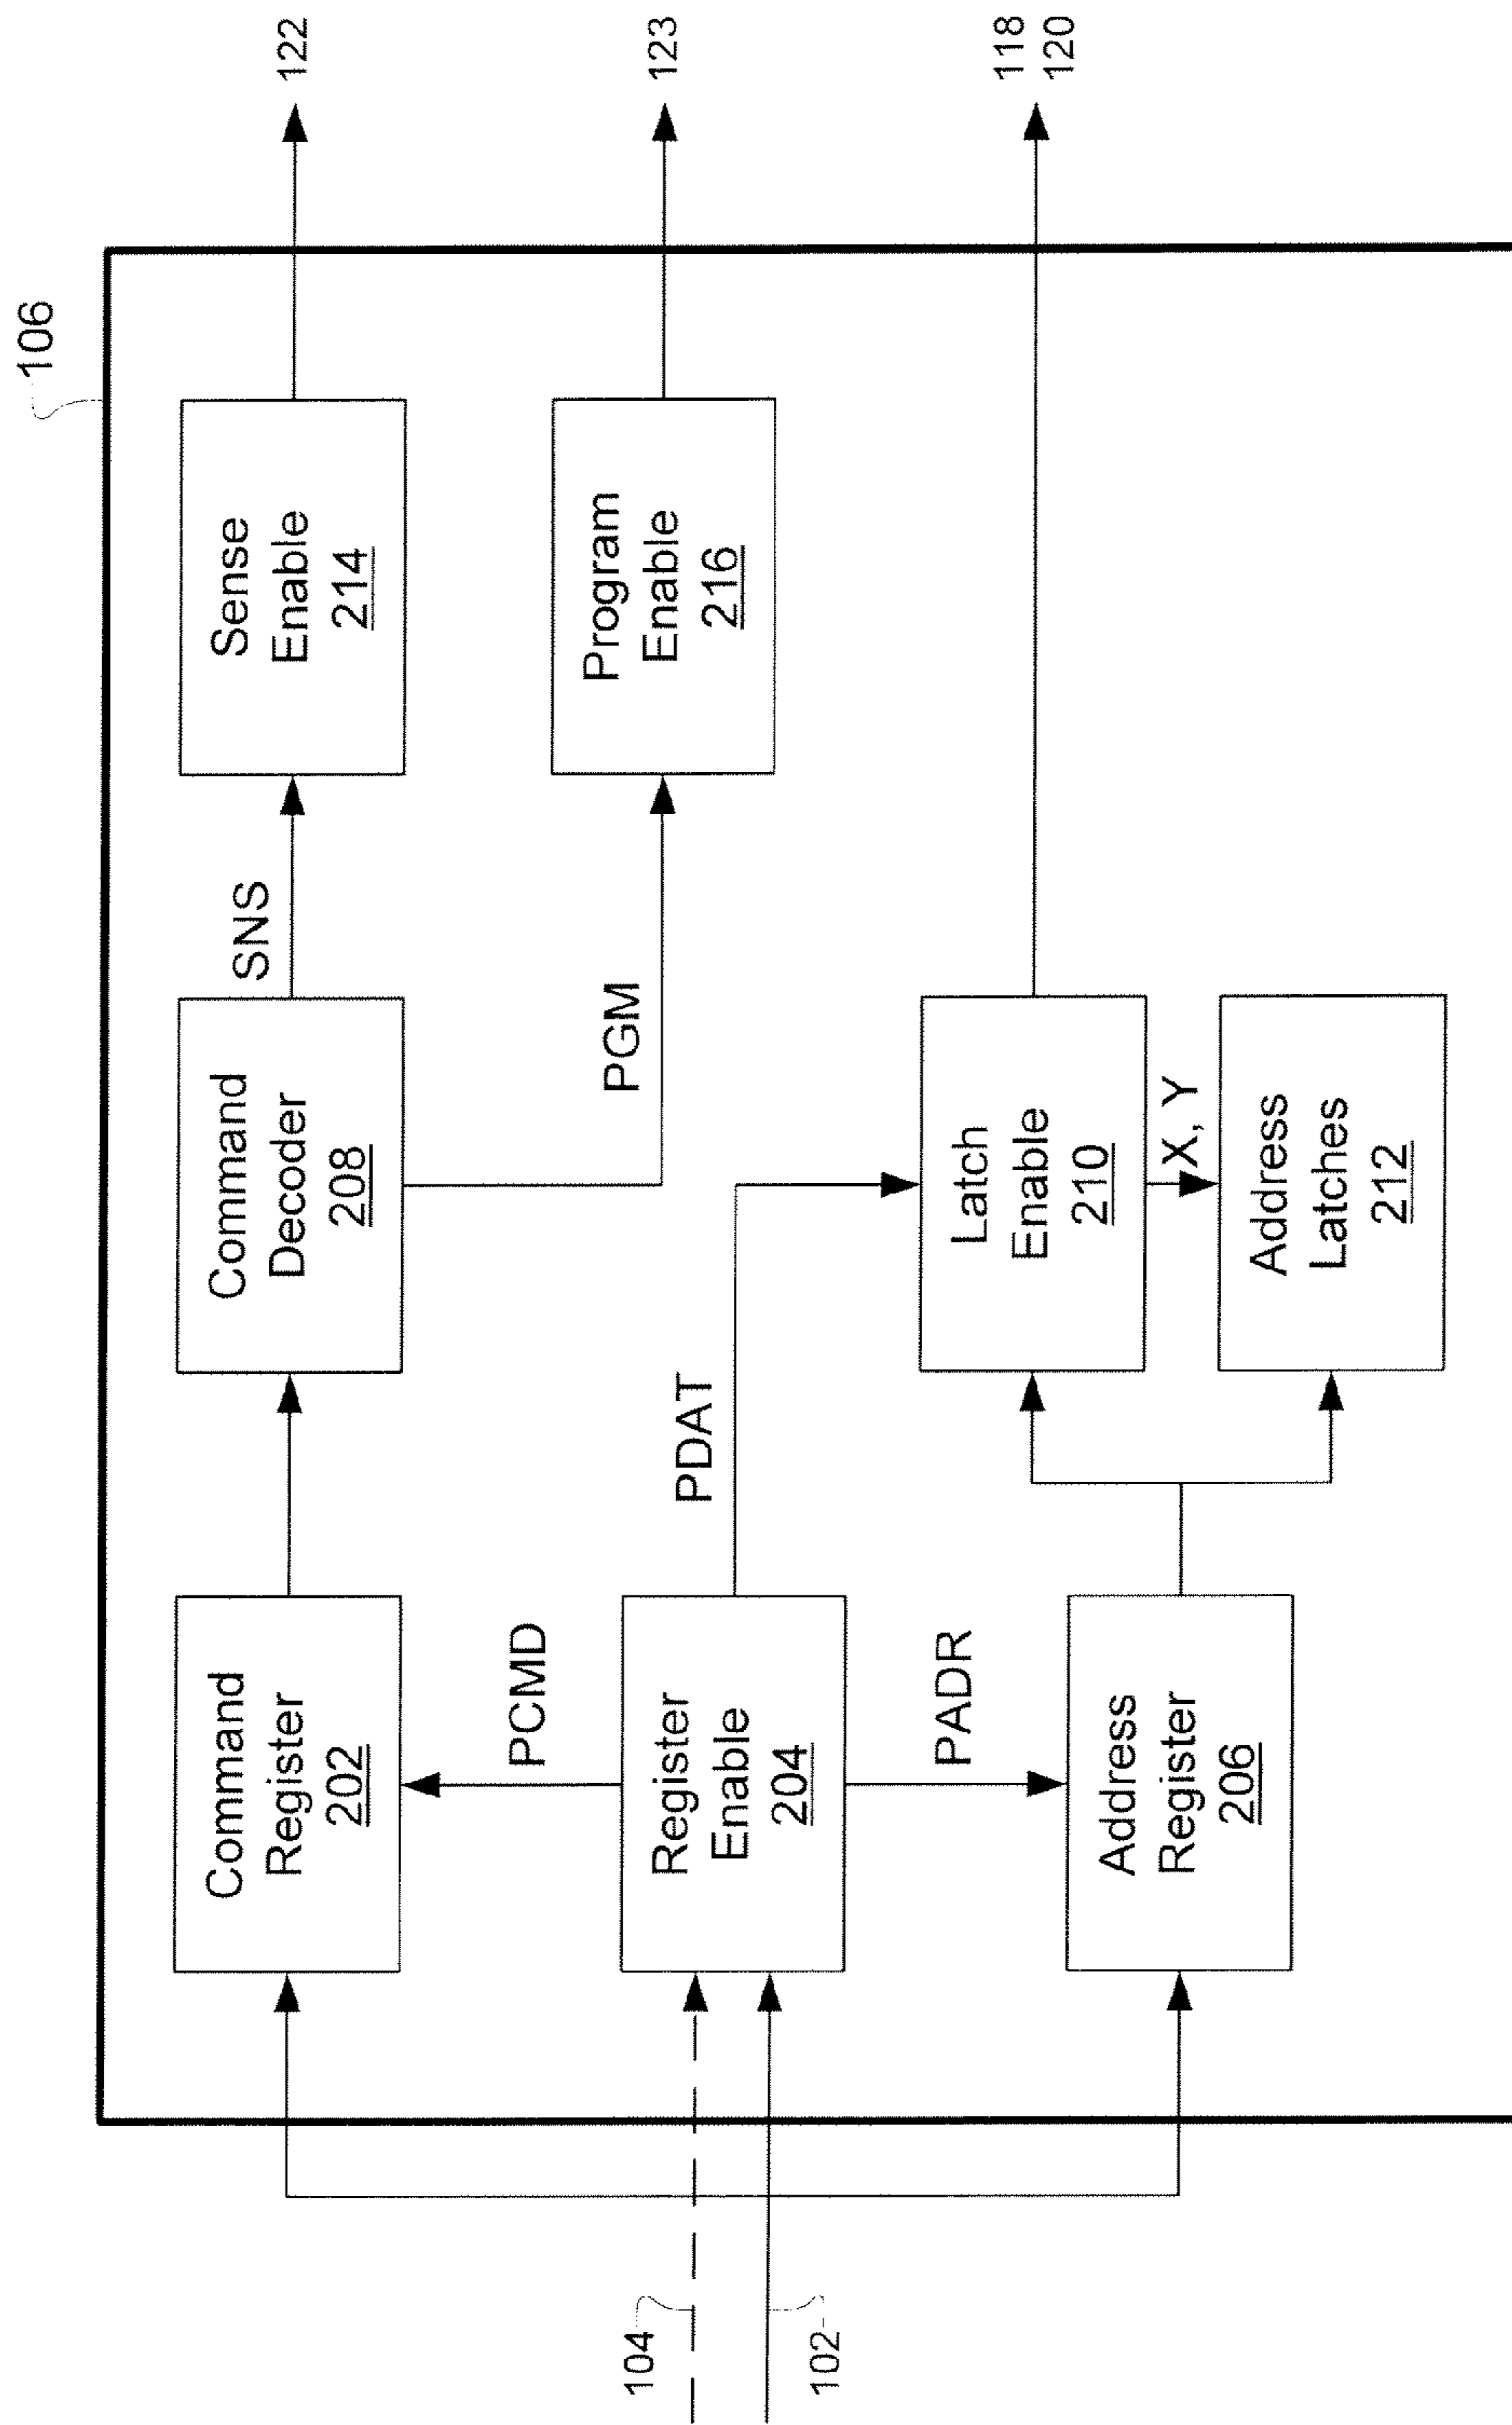 106
Command
Register
202
Command
Decoder
208
SNS
Sense
Enable
214
122
PCMD
PGM
Program
Enable
216
123
104
102
Register
Enable
204
PDAT
PADR
Address
Register
206
Latch
Enable
210
118
120
X, Y
Address
Latches
212